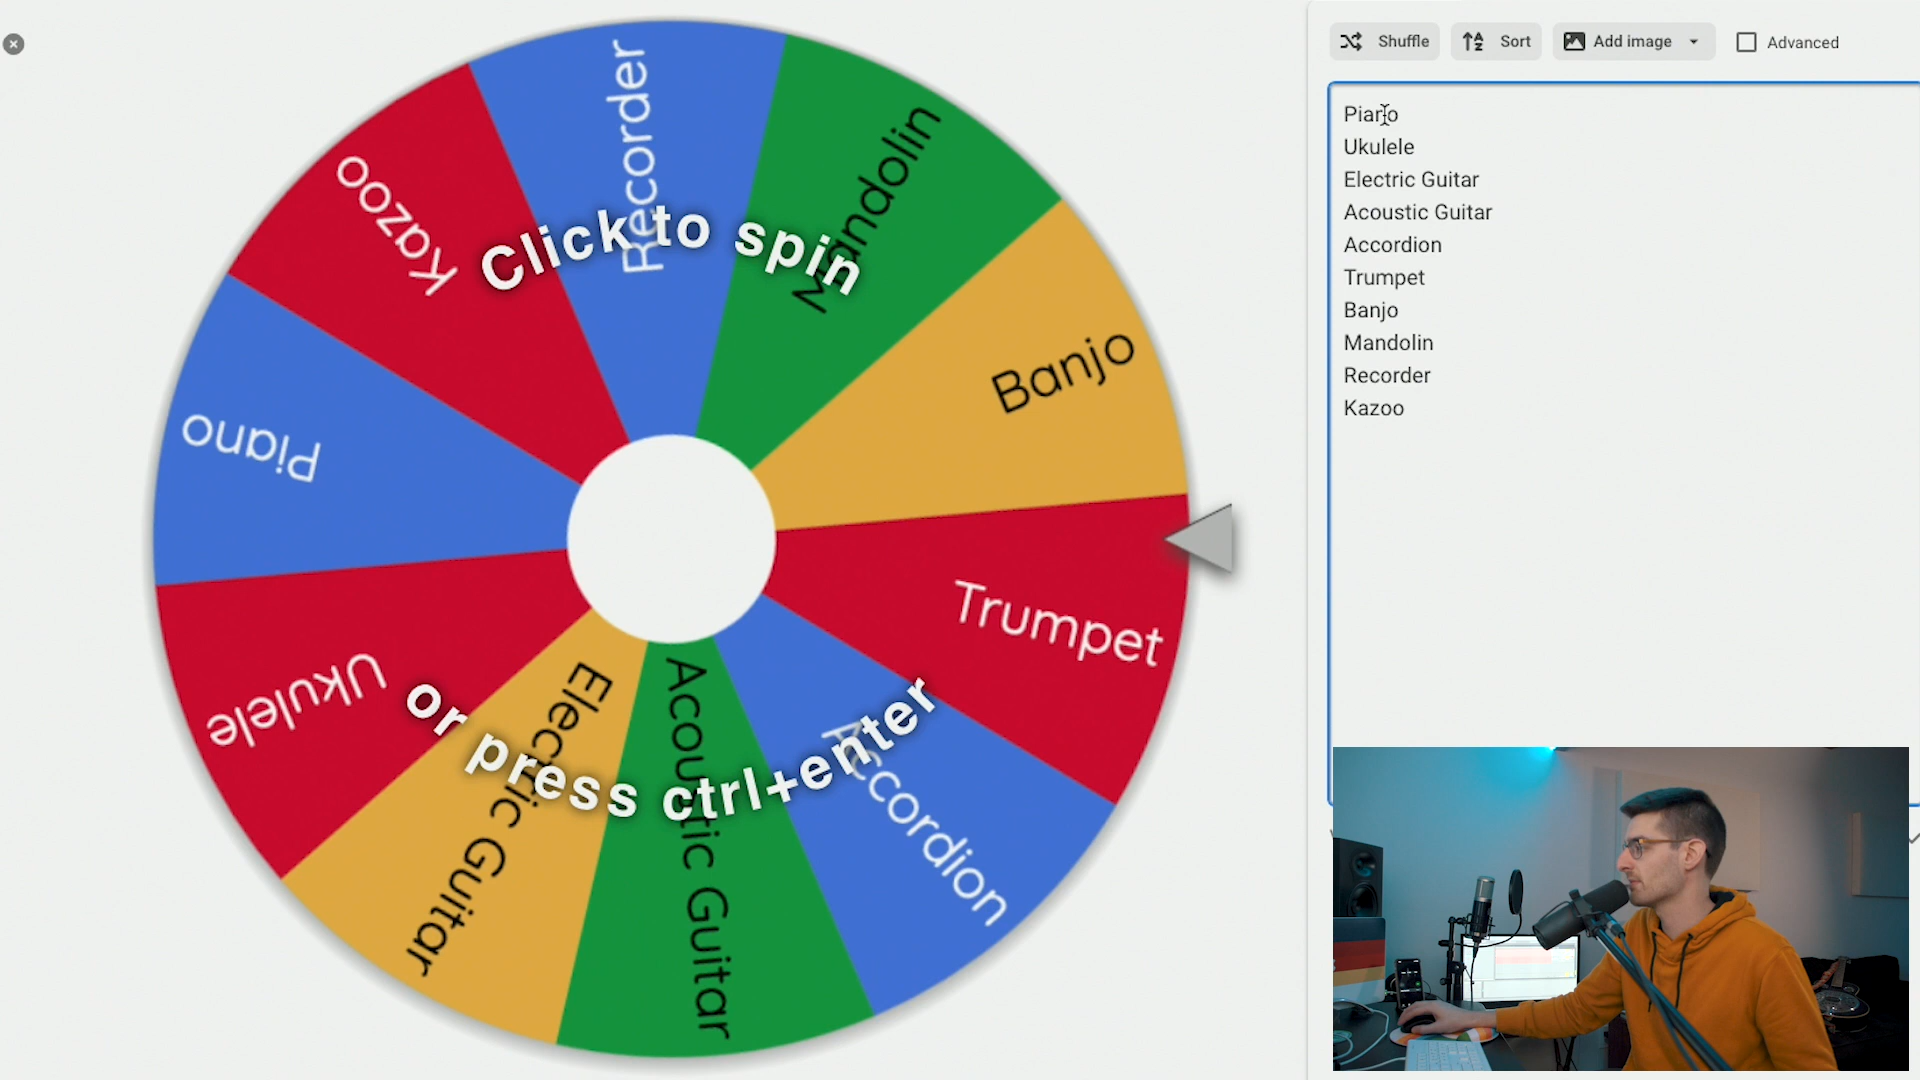 Shuffle
Sort
Add image
Advanced
Piano
Ukulele
Electric Guitar
Acoustic Guitar
Accordion
Trumpet
Banjo
Mandolin
Recorder
Kazoo
Click to spin
or press ctrl+enter
Recorder
Mandolin
Banjo
Trumpet
Accordion
Acoustic Guitar
Electric Guitar
Ukulele
Piano
Kazoo